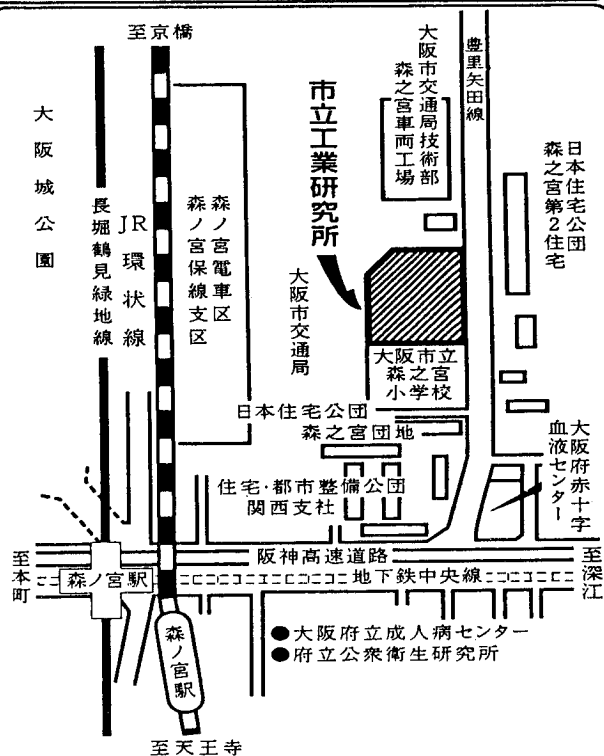 至京橋
大阪城公園
長堀鶴見緑地線
JR環状線
森ノ宮電車区
森ノ宮保線支区
大阪市交通局
市立工業研究所
大阪市交通局技術部
森之宮車両工場
豊里矢田線
日本住宅公団
森之宮第2住宅
大阪市立
森之宮
小学校
日本住宅公団
森之宮団地
住宅・都市整備公団
関西支社
大阪府赤十字
血液センター
至本町
森ノ宮駅
阪神高速道路
地下鉄中央線
至深江
森ノ宮駅
●大阪府立成人病センター
●府立公衆衛生研究所
至天王寺